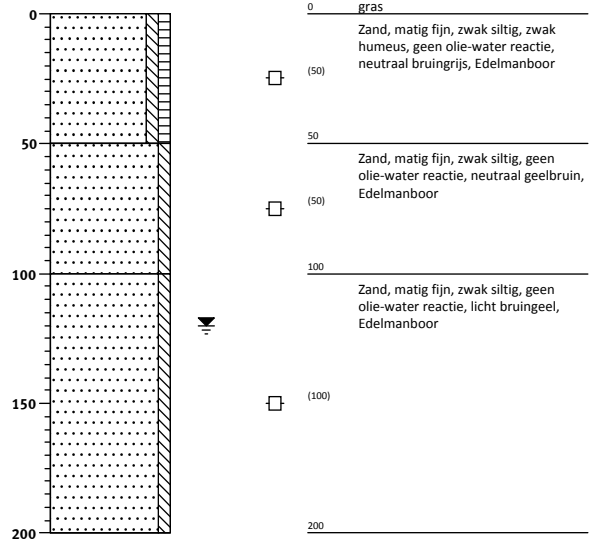 0
50
100
150
200
0 gras
Zand, matig fijn, zwak siltig, zwak
humeus, geen olie-water reactie,
neutraal bruingrijs, Edelmanboor
(50)
50
Zand, matig fijn, zwak siltig, geen
olie-water reactie, neutraal geelbruin,
Edelmanboor
(50)
100
Zand, matig fijn, zwak siltig, geen
olie-water reactie, licht bruingeel,
Edelmanboor
(100)
200